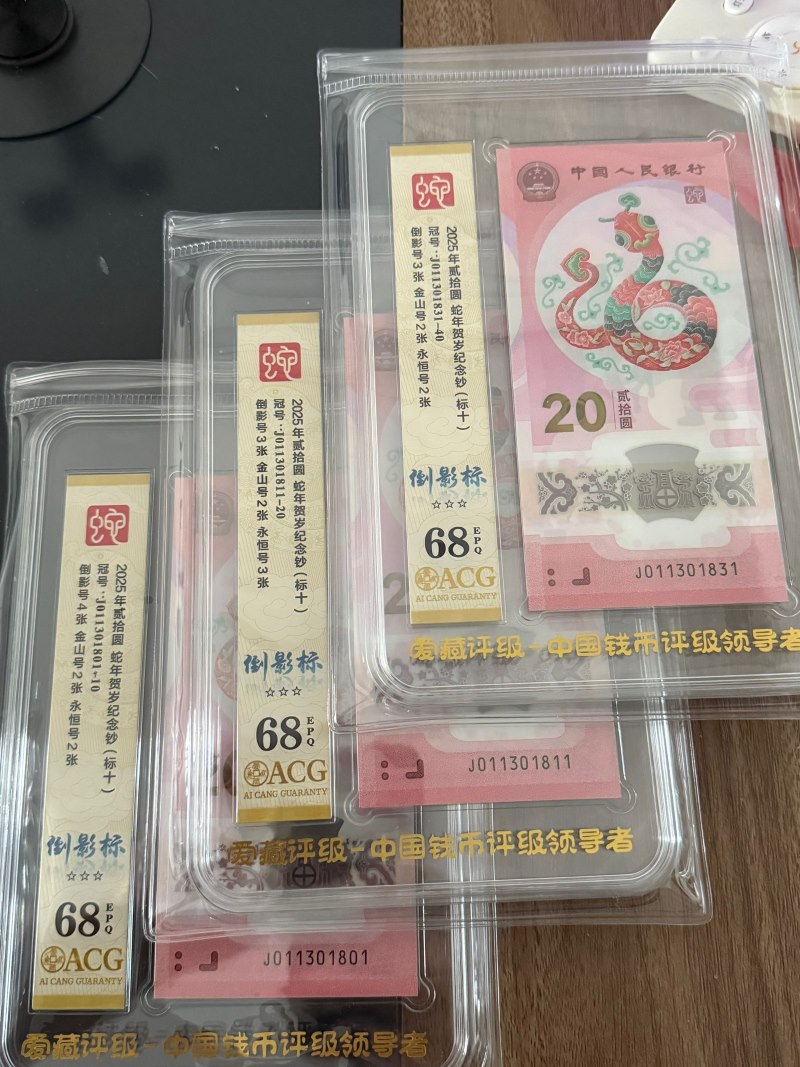 蛇
2025年贰拾圆 蛇年贺岁纪念钞（标十）
冠号：J011301831-40
倒影号3张 金山号2张 永恒号2张
倒影标
☆☆☆
68 EPQ
ACG
AI CANG GUARANTY
中国人民银行
蛇
20 贰拾圆
J011301831
爱藏评级-中国钱币评级领导者
蛇
2025年贰拾圆 蛇年贺岁纪念钞（标十）
冠号：J011301811-20
倒影号3张 金山号2张 永恒号3张
倒影标
☆☆☆
68 EPQ
ACG
AI CANG GUARANTY
2
J011301811
爱藏评级-中国钱币评级领导者
蛇
2025年贰拾圆 蛇年贺岁纪念钞（标十）
冠号：J011301801-10
倒影号4张 金山号2张 永恒号2张
倒影标
☆☆☆
68 EPQ
ACG
AI CANG GUARANTY
20
J011301801
爱藏评级-中国钱币评级领导者